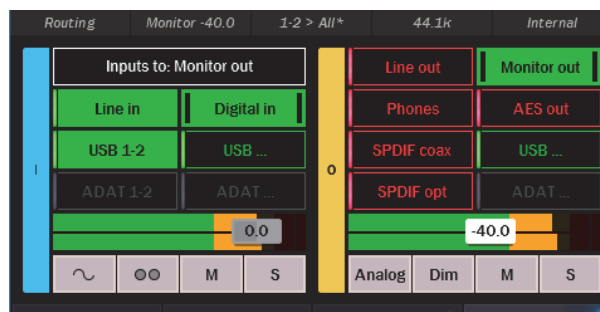 Routing Monitor -40.0 1-2 > All* 44.1k Internal
Inputs to: Monitor out
Line in Digital in
USB 1-2 USB ...
ADAT 1-2 ADAT ...
I
0.0
M S
Line out Monitor out
Phones AES out
SPDIF coax USB ...
O
SPDIF opt ADAT ...
-40.0
Analog Dim M S